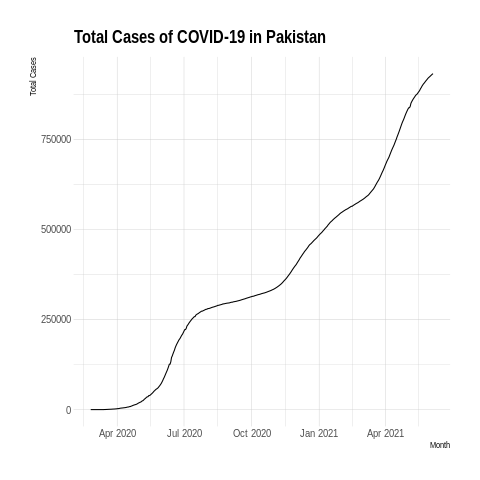 Total Cases of COVID-19 in Pakistan
Total Cases
750000
500000
250000
0
Apr 2020 Jul 2020 Oct 2020 Jan 2021 Apr 2021
Month